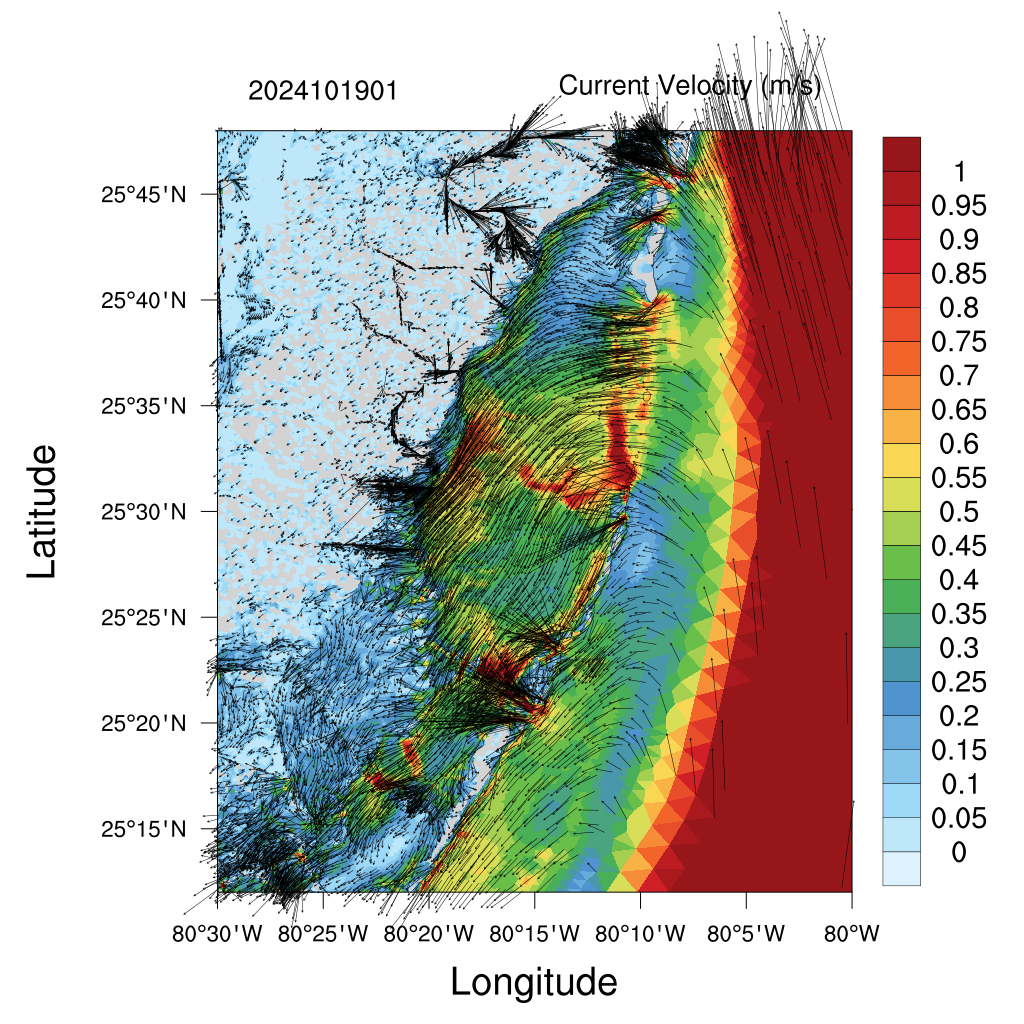 2024101901
Current Velocity (m/s)
Latitude
25°45'N
25°40'N
25°35'N
25°30'N
25°25'N
25°20'N
25°15'N
80°30'W
80°25'W
80°20'W
80°15'W
80°10'W
80°5'W
80°W
Longitude
1
0.95
0.9
0.85
0.8
0.75
0.7
0.65
0.6
0.55
0.5
0.45
0.4
0.35
0.3
0.25
0.2
0.15
0.1
0.05
0